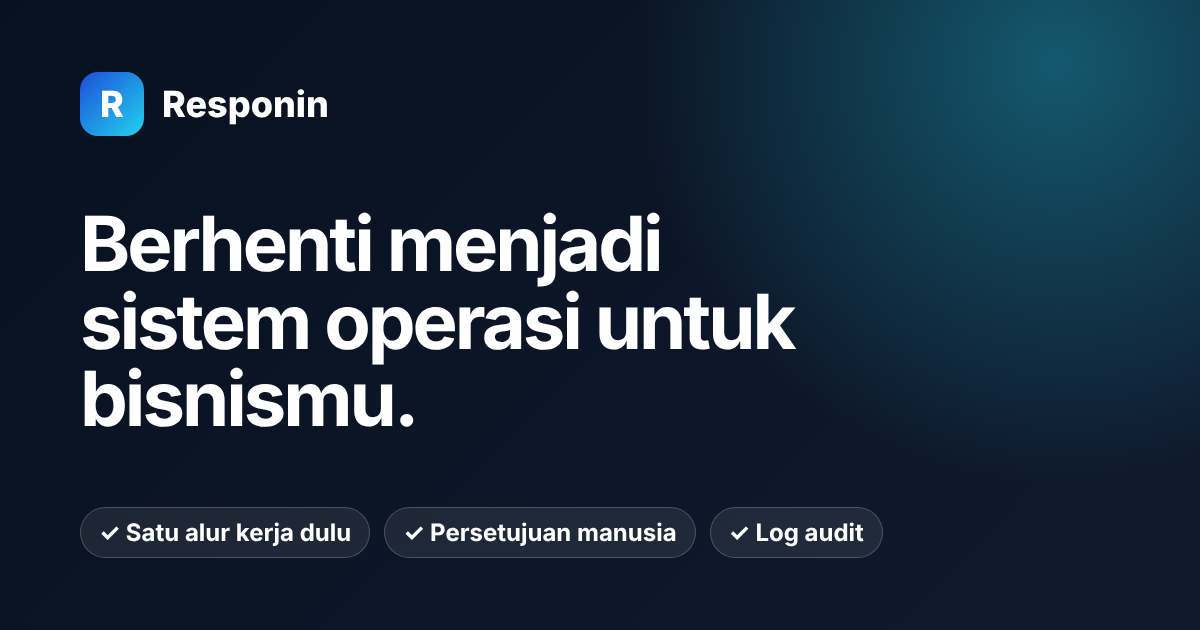 R Responin
Berhenti menjadi
sistem operasi untuk
bisnismu.
✓ Satu alur kerja dulu ✓ Persetujuan manusia ✓ Log audit